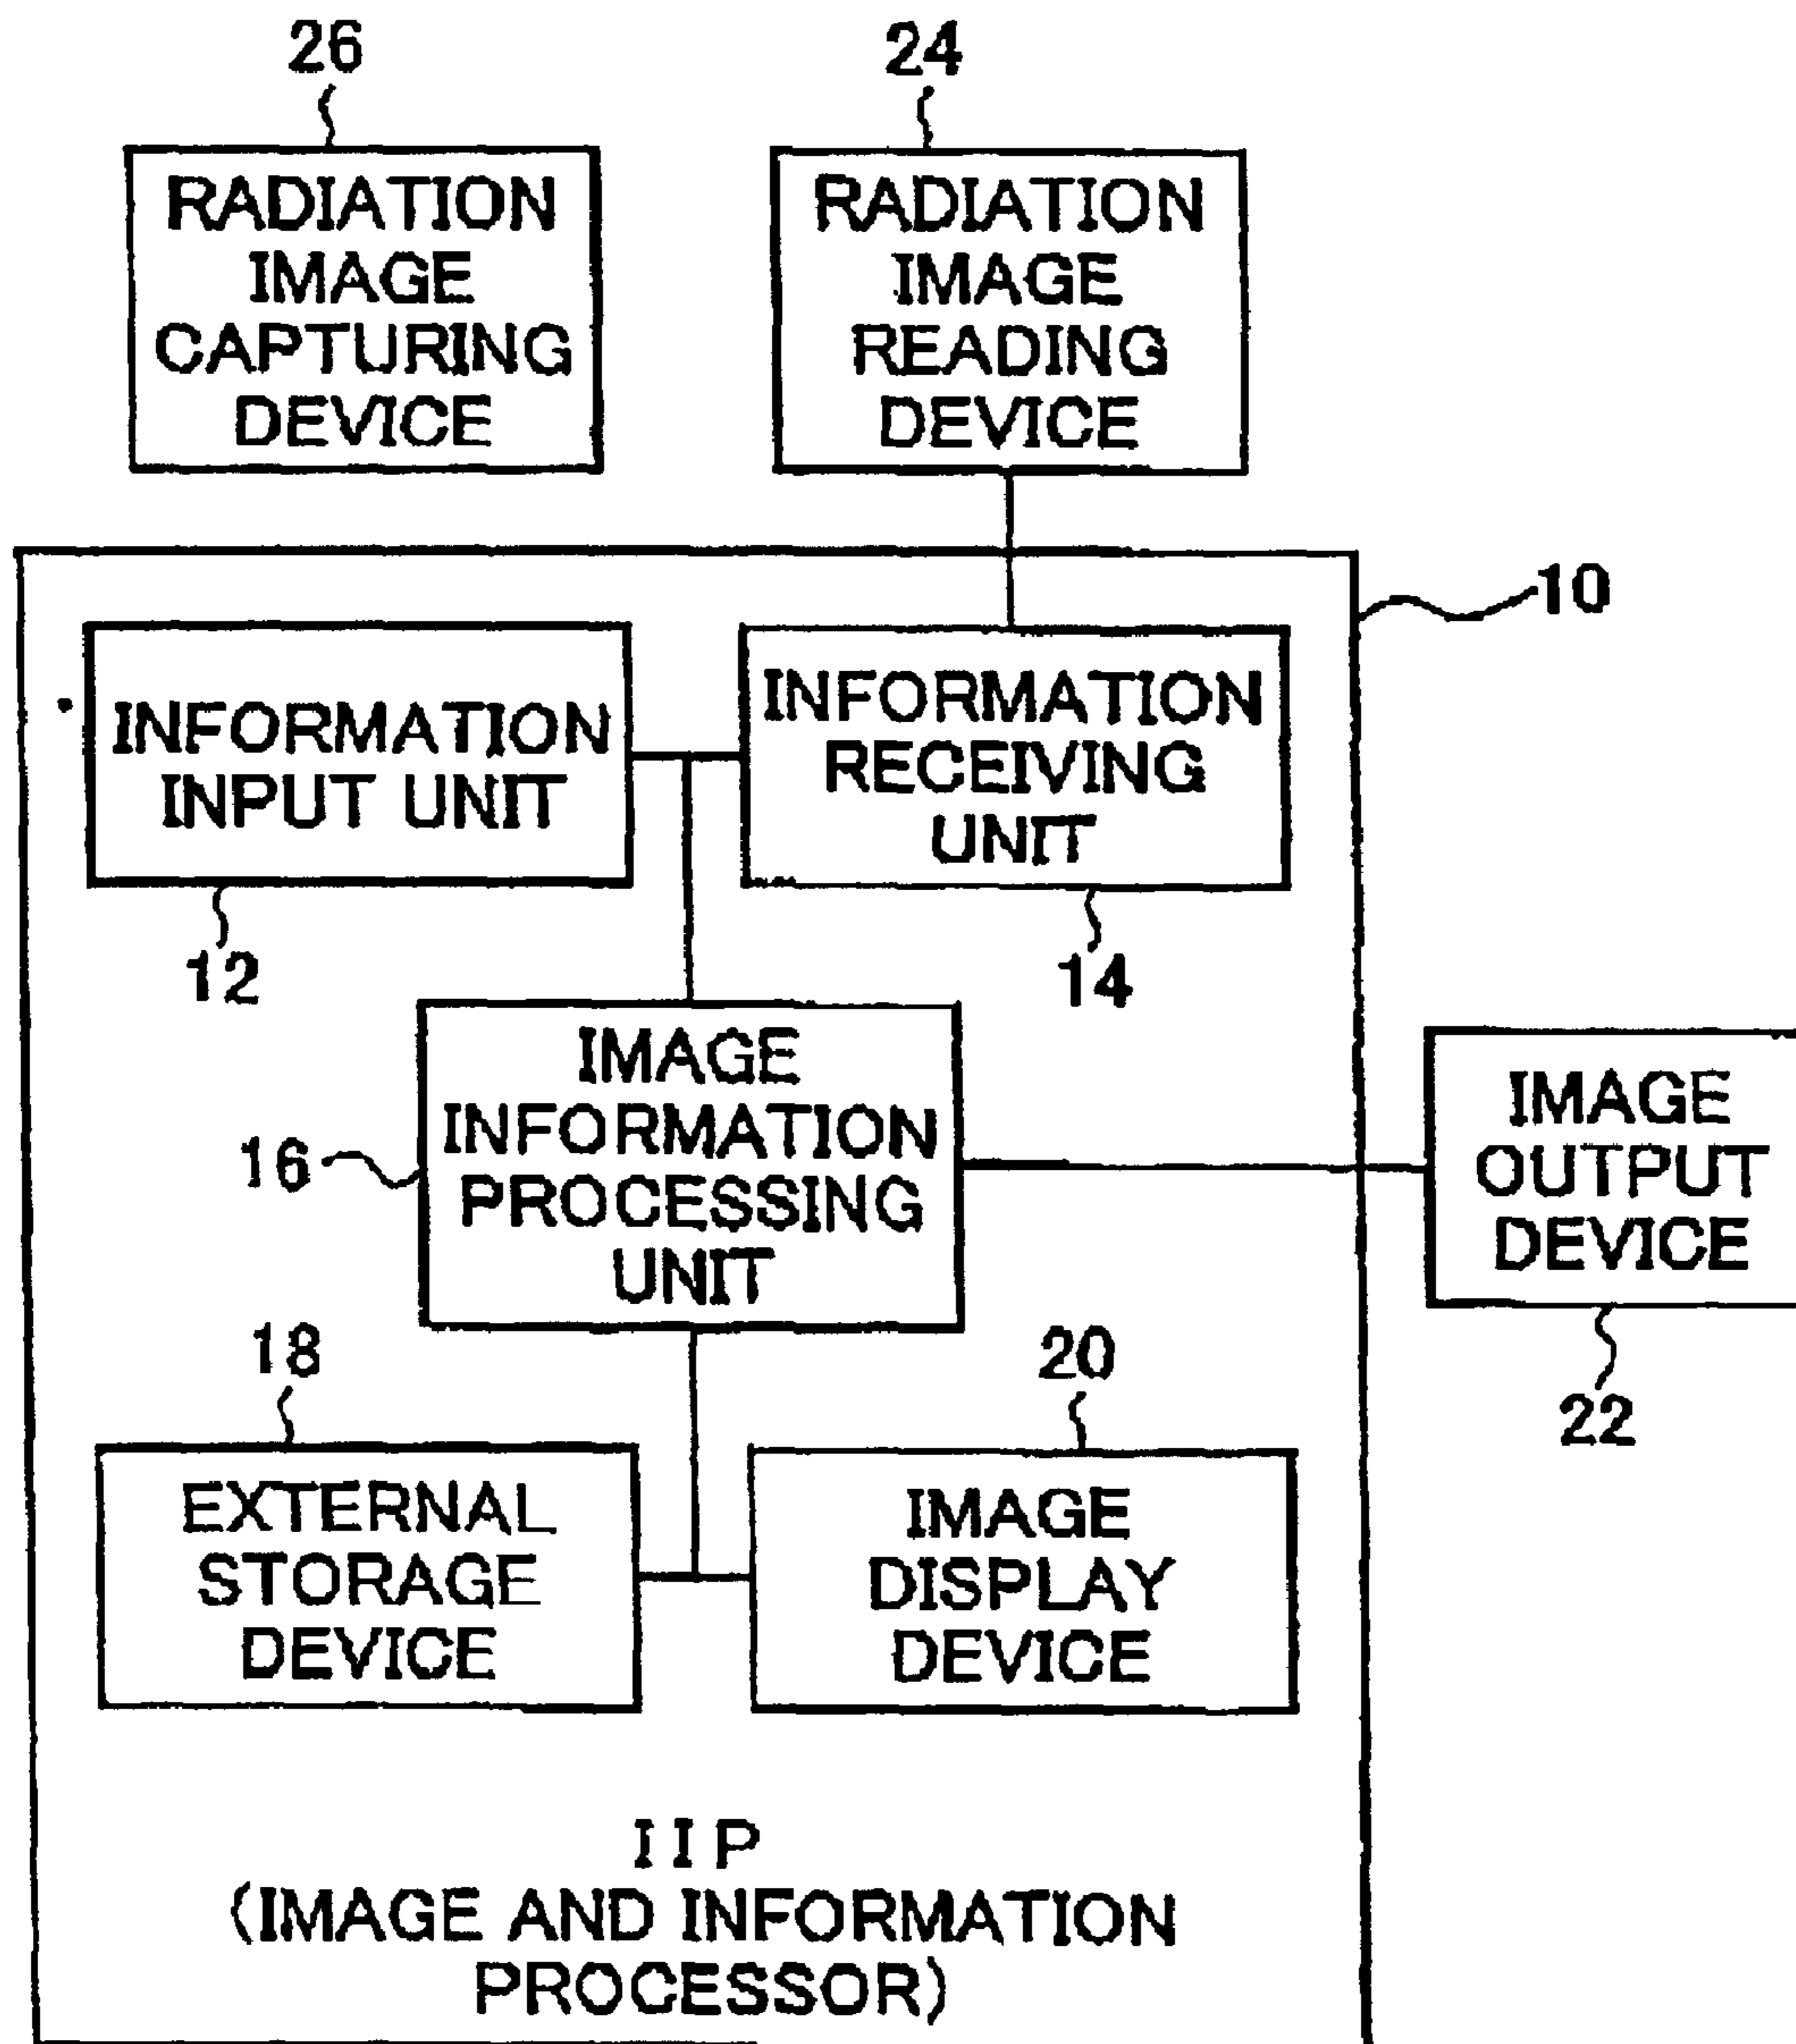 26
24
RADIATION
IMAGE
CAPTURING
DEVICE
RADIATION
IMAGE
READING
DEVICE
10
INFORMATION
INPUT UNIT
INFORMATION
RECEIVING
UNIT
12
14
IMAGE
INFORMATION
PROCESSING
UNIT
16
IMAGE
OUTPUT
DEVICE
22
18
20
EXTERNAL
STORAGE
DEVICE
IMAGE
DISPLAY
DEVICE
IIP
(IMAGE AND INFORMATION
PROCESSOR)